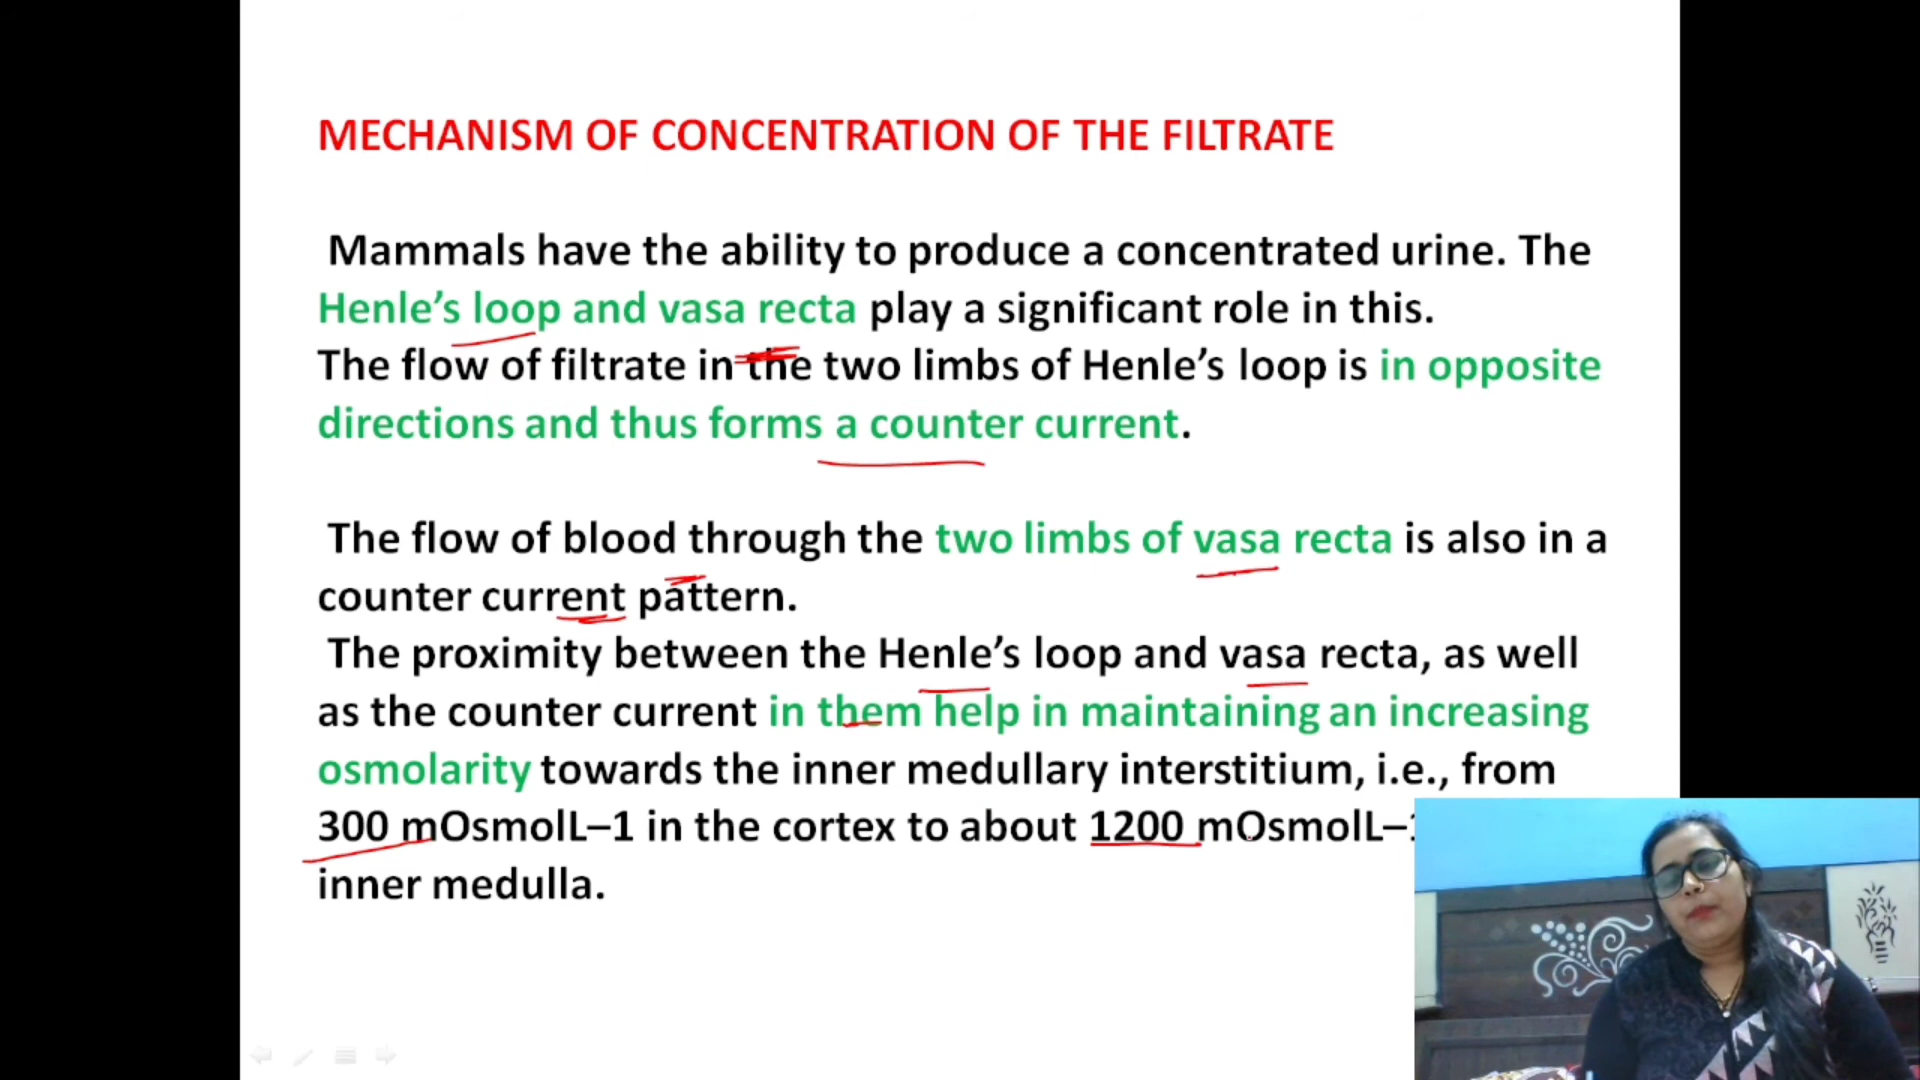 MECHANISM OF CONCENTRATION OF THE FILTRATE
Mammals have the ability to produce a concentrated urine. The
Henle’s loop and vasa recta play a significant role in this.
The flow of filtrate in the two limbs of Henle’s loop is in opposite
directions and thus forms a counter current.
The flow of blood through the two limbs of vasa recta is also in a
counter current pattern.
The proximity between the Henle’s loop and vasa recta, as well
as the counter current in them help in maintaining an increasing
osmolarity towards the inner medullary interstitium, i.e., from
300 mOsmolL–1 in the cortex to about 1200 mOsmolL–
inner medulla.